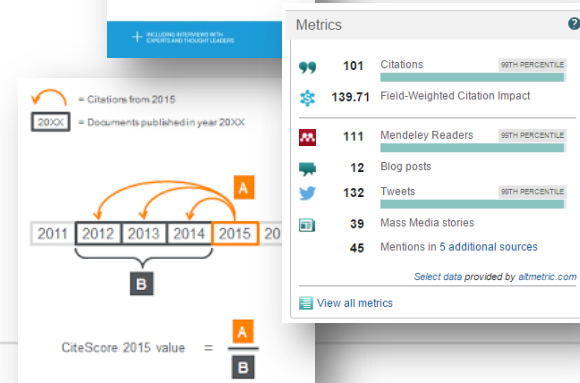 INCLUDING INTERVIEWS WITH
EXPERTS AND THOUGHT LEADERS
= Citations from 2015
20XX = Documents published in year 20XX
A
2011 2012 2013 2014 2015 20
B
CiteScore 2015 value = A
B
Metrics ?
101 Citations 99TH PERCENTILE
139.71 Field-Weighted Citation Impact
111 Mendeley Readers 99TH PERCENTILE
12 Blog posts
132 Tweets 99TH PERCENTILE
39 Mass Media stories
45 Mentions in 5 additional sources
Select data provided by altmetric.com
View all metrics